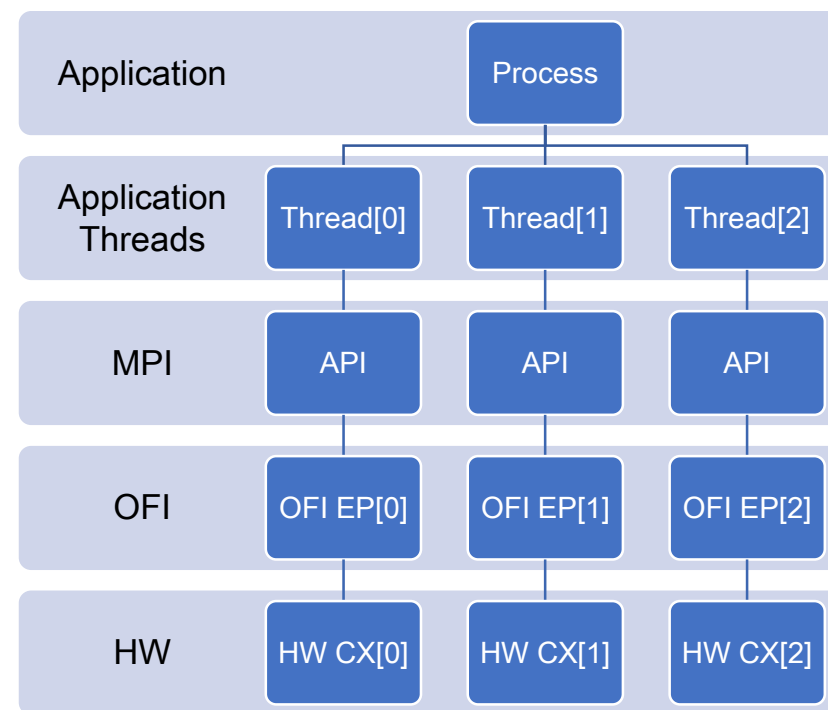 Application
Process
Application
Threads
Thread[0]
Thread[1]
Thread[2]
MPI
API
API
API
OFI
OFI EP[0]
OFI EP[1]
OFI EP[2]
HW
HW CX[0]
HW CX[1]
HW CX[2]